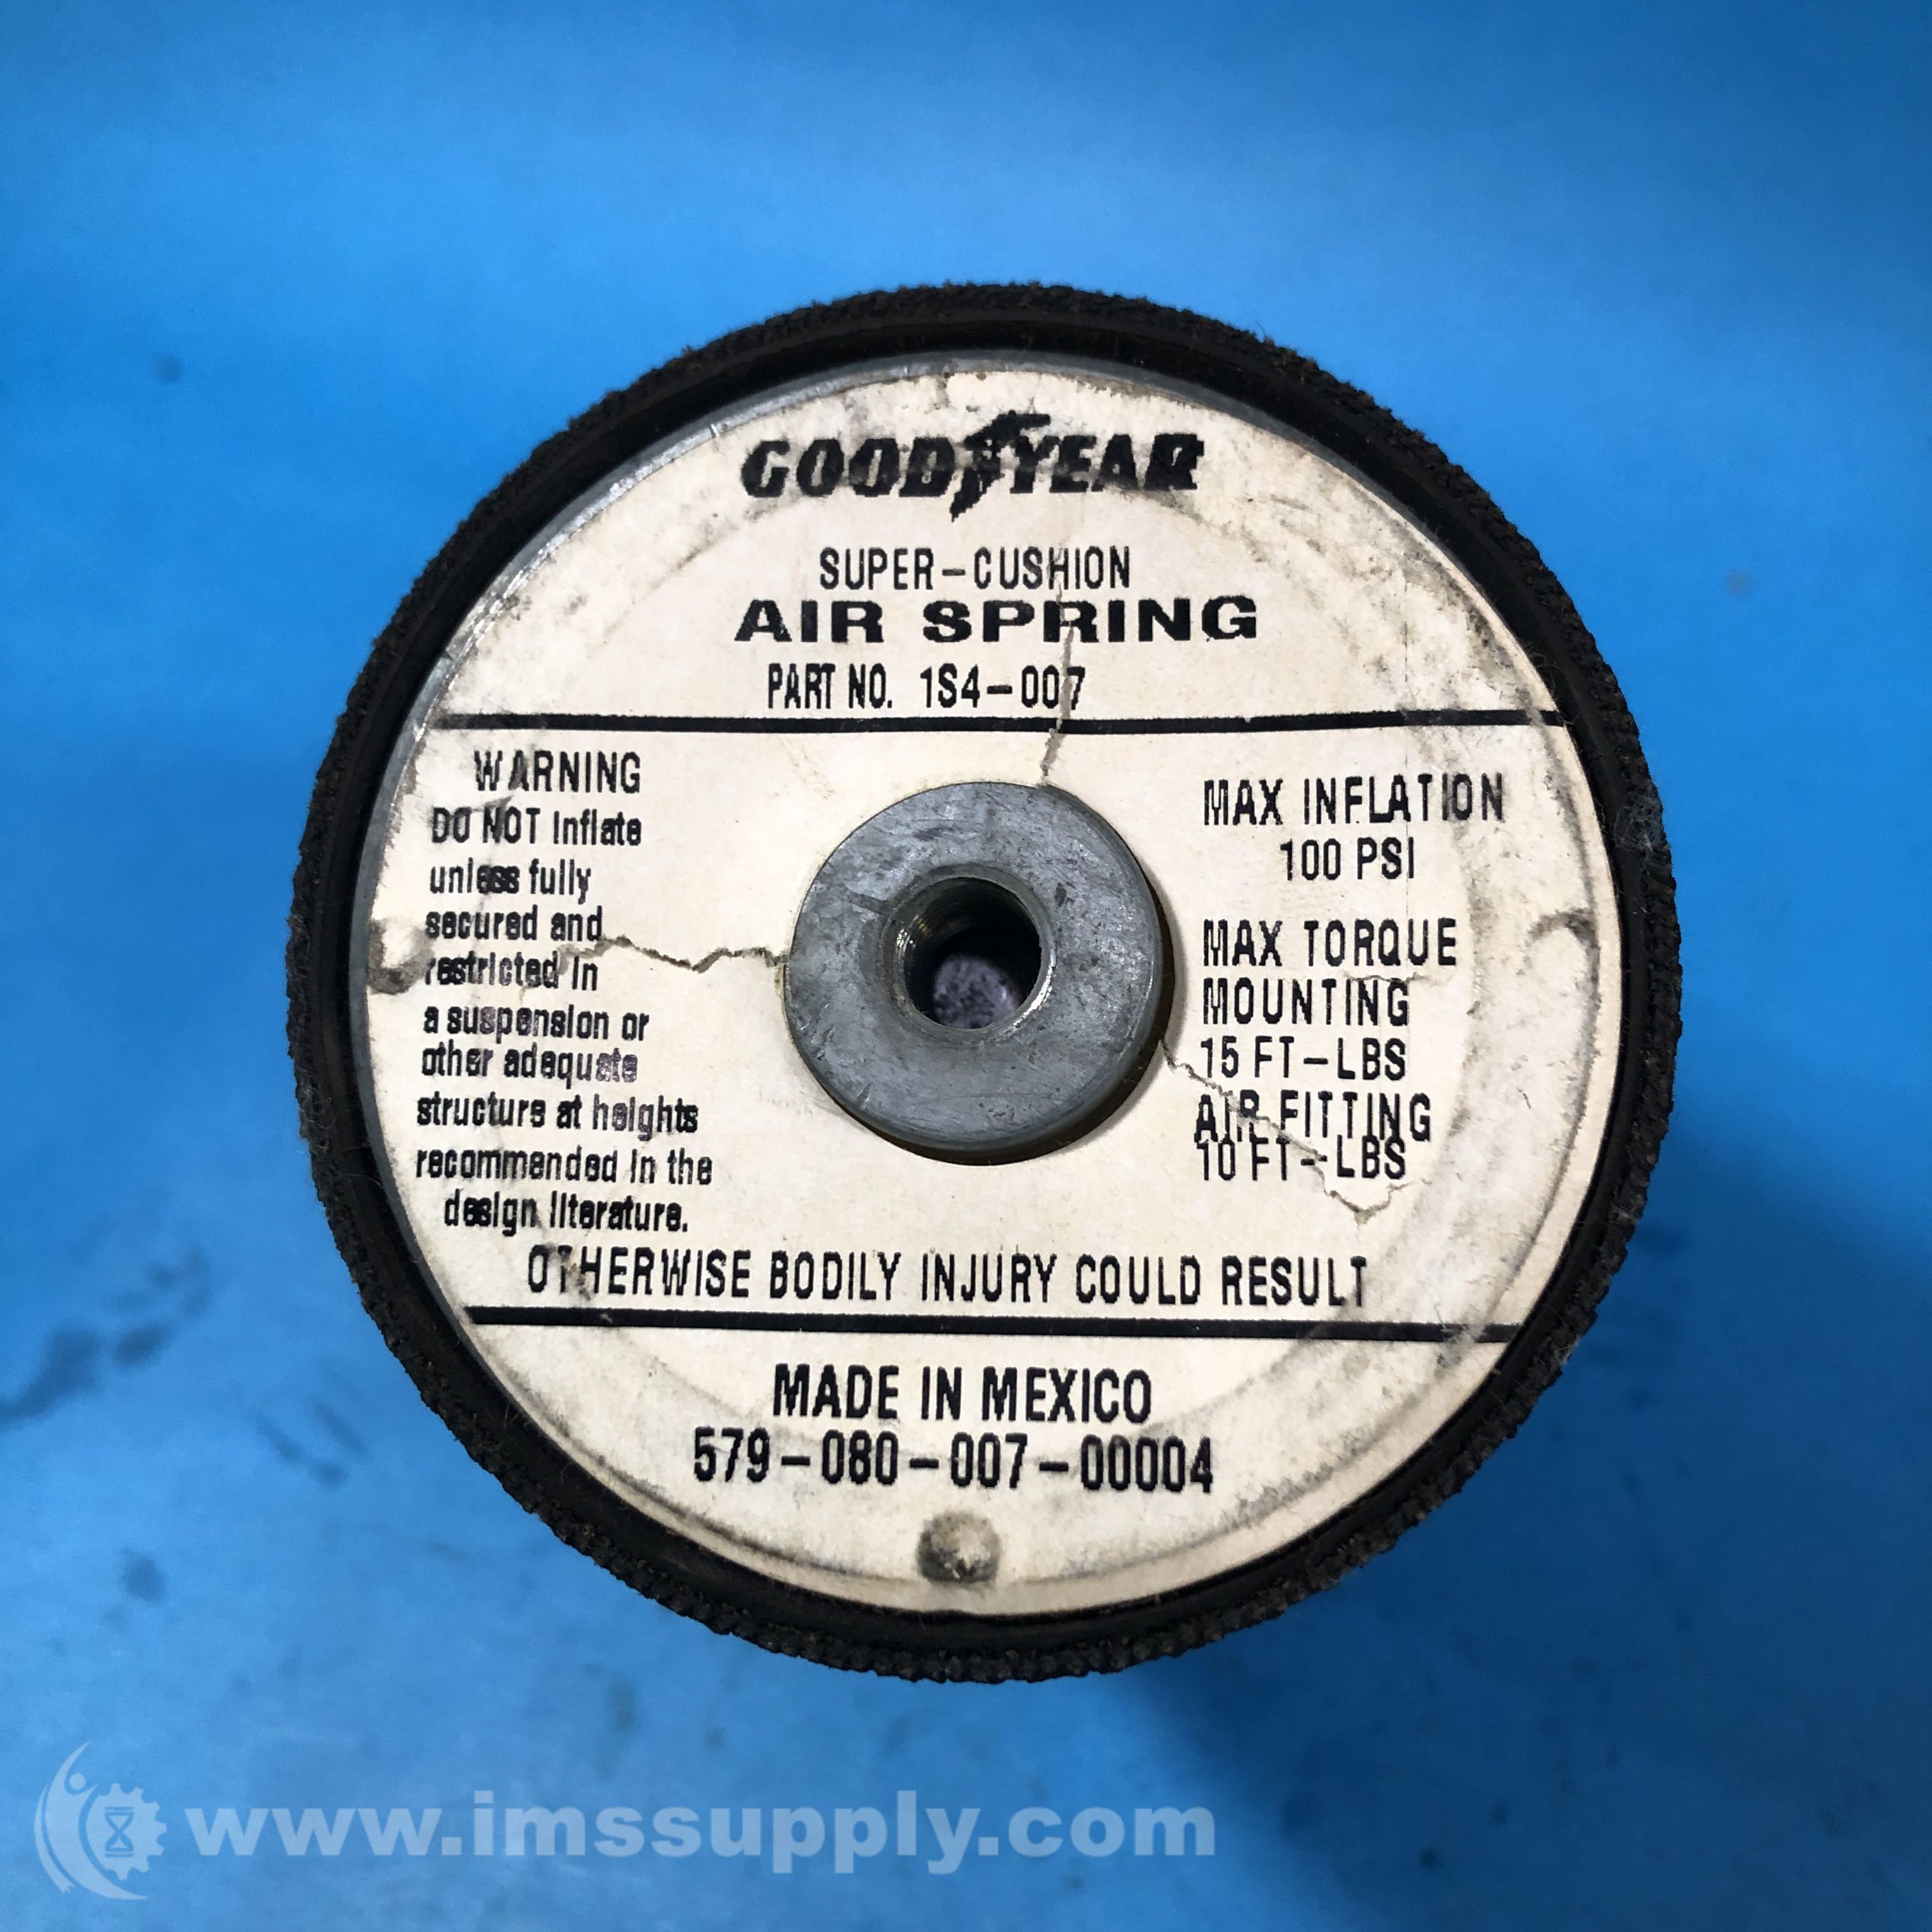 GOODYEAR
SUPER-CUSHION
AIR SPRING
PART NO. 1S4-007
WARNING
DO NOT Inflate
unless fully
secured and
restricted in
a suspension or
other adequate
structure at heights
recommended in the
design literature.
MAX INFLATION
100 PSI
MAX TORQUE
MOUNTING
15 FT-LBS
AIR FITTING
10 FT-LBS
OTHERWISE BODILY INJURY COULD RESULT
MADE IN MEXICO
579-080-007-00004
www.imssupply.com